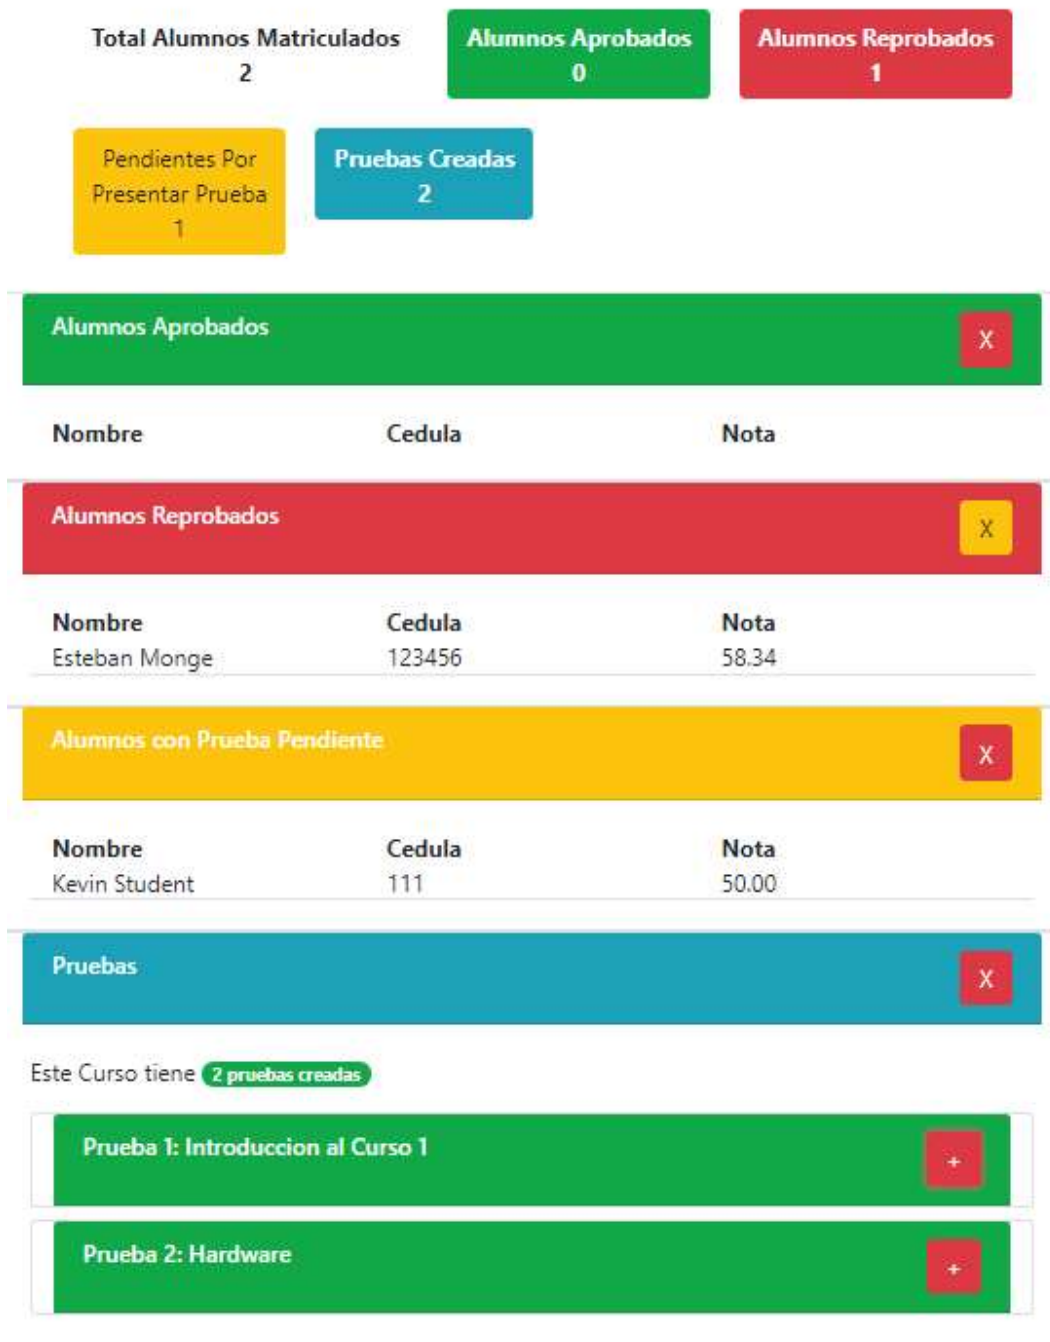 Total Alumnos Matriculados
2
Alumnos Aprobados
0
Alumnos Reprobados
1
Pendientes Por
Presentar Prueba
1
Pruebas Creadas
2
Alumnos Aprobados X
Nombre Cedula Nota
Alumnos Reprobados X
Nombre Cedula Nota
Esteban Monge 123456 58.34
Alumnos con Prueba Pendiente X
Nombre Cedula Nota
Kevin Student 111 50.00
Pruebas X
Este Curso tiene 2 pruebas creadas
Prueba 1: Introduccion al Curso 1 +
Prueba 2: Hardware +